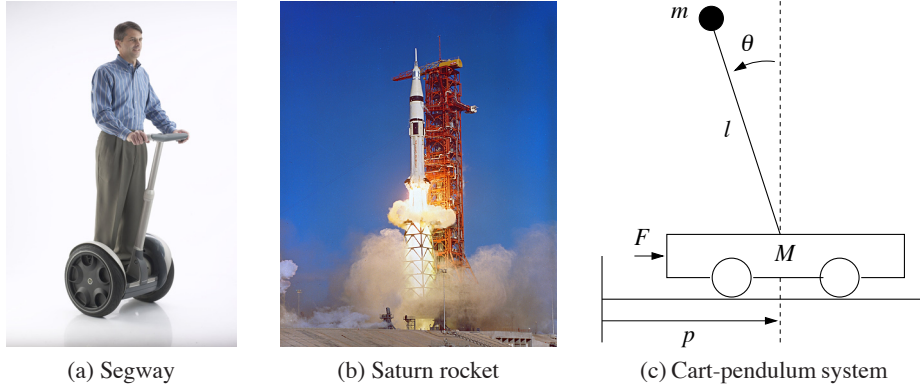 m
θ
l
F
M
p
(a) Segway
(b) Saturn rocket
(c) Cart-pendulum system